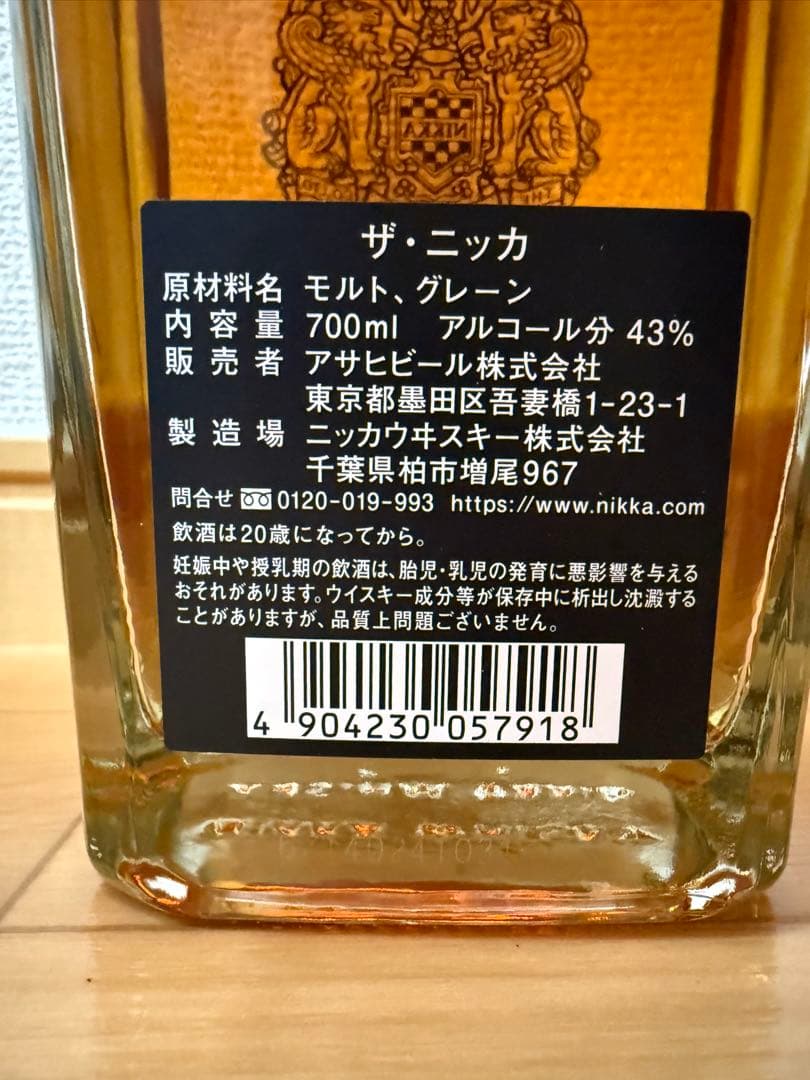 NIKKA
ザ・ニッカ
原材料名 モルト、グレーン
内容量 700ml アルコール分 43%
販売者 アサヒビール株式会社
東京都墨田区吾妻橋1-23-1
製造場 ニッカウヰスキー株式会社
千葉県柏市増尾967
問合せ 0120-019-993 https://www.nikka.com
飲酒は20歳になってから。
妊娠中や授乳期の飲酒は、胎児・乳児の発育に悪影響を与える
おそれがあります。ウイスキー成分等が保存中に析出し沈澱する
ことがありますが、品質上問題ございません。
4 904230 057918